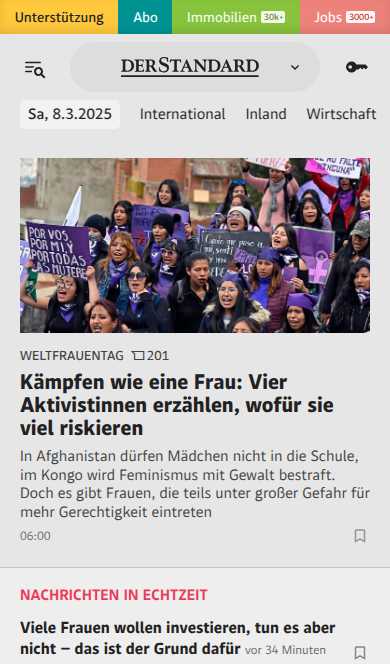 Unterstützung Abo Immobilien 30k+ Jobs 3000+
DERSTANDARD
Sa, 8.3.2025 International Inland Wirtschaft
POR VOS,
POR MI Y
POR TODAS
LAS MUJERE
WELTFRAUENTAG 201
Kämpfen wie eine Frau: Vier
Aktivistinnen erzählen, wofür sie
viel riskieren
In Afghanistan dürfen Mädchen nicht in die Schule,
im Kongo wird Feminismus mit Gewalt bestraft.
Doch es gibt Frauen, die teils unter großer Gefahr für
mehr Gerechtigkeit eintreten
06:00
NACHRICHTEN IN ECHTZEIT
Viele Frauen wollen investieren, tun es aber
nicht – das ist der Grund dafür vor 34 Minuten